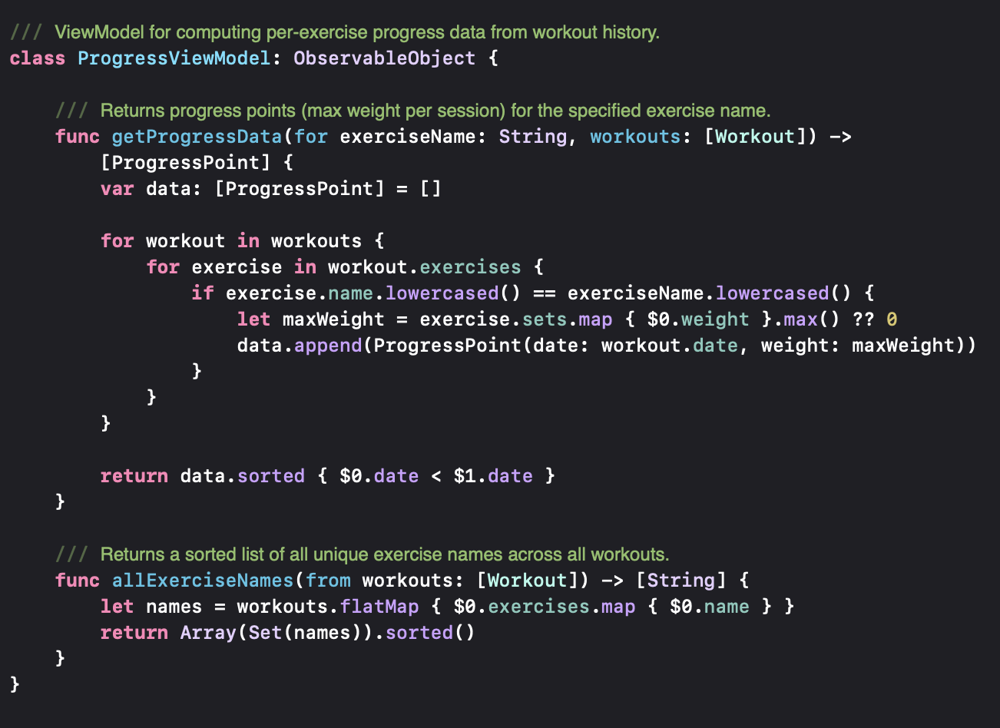 /// ViewModel for computing per-exercise progress data from workout history.
class ProgressViewModel: ObservableObject {
/// Returns progress points (max weight per session) for the specified exercise name.
func getProgressData(for exerciseName: String, workouts: [Workout]) ->
[ProgressPoint] {
var data: [ProgressPoint] = []
for workout in workouts {
for exercise in workout.exercises {
if exercise.name.lowercased() == exerciseName.lowercased() {
let maxWeight = exercise.sets.map { $0.weight }.max() ?? 0
data.append(ProgressPoint(date: workout.date, weight: maxWeight))
}
}
}
return data.sorted { $0.date < $1.date }
}
/// Returns a sorted list of all unique exercise names across all workouts.
func allExerciseNames(from workouts: [Workout]) -> [String] {
let names = workouts.flatMap { $0.exercises.map { $0.name } }
return Array(Set(names)).sorted()
}
}